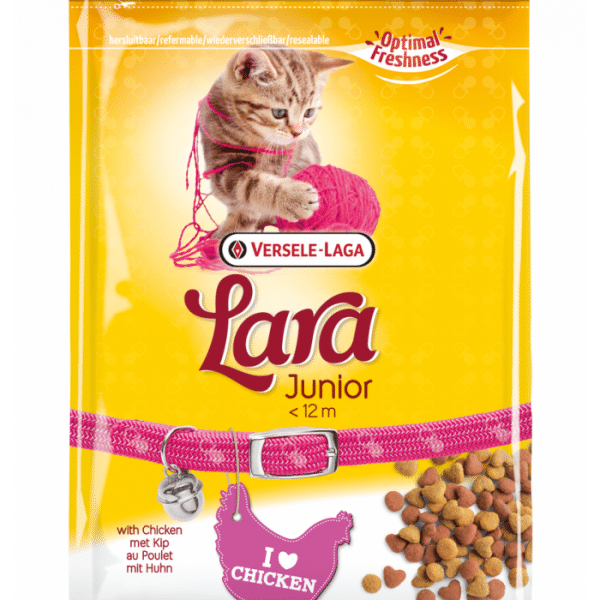 hersluitbaar/refermable/wiederverschließbar/resealable
Optimal
Freshness
VERSELE-LAGA
Lara
Junior
< 12 m
with Chicken
met Kip
au Poulet
mit Huhn
I ♥
CHICKEN